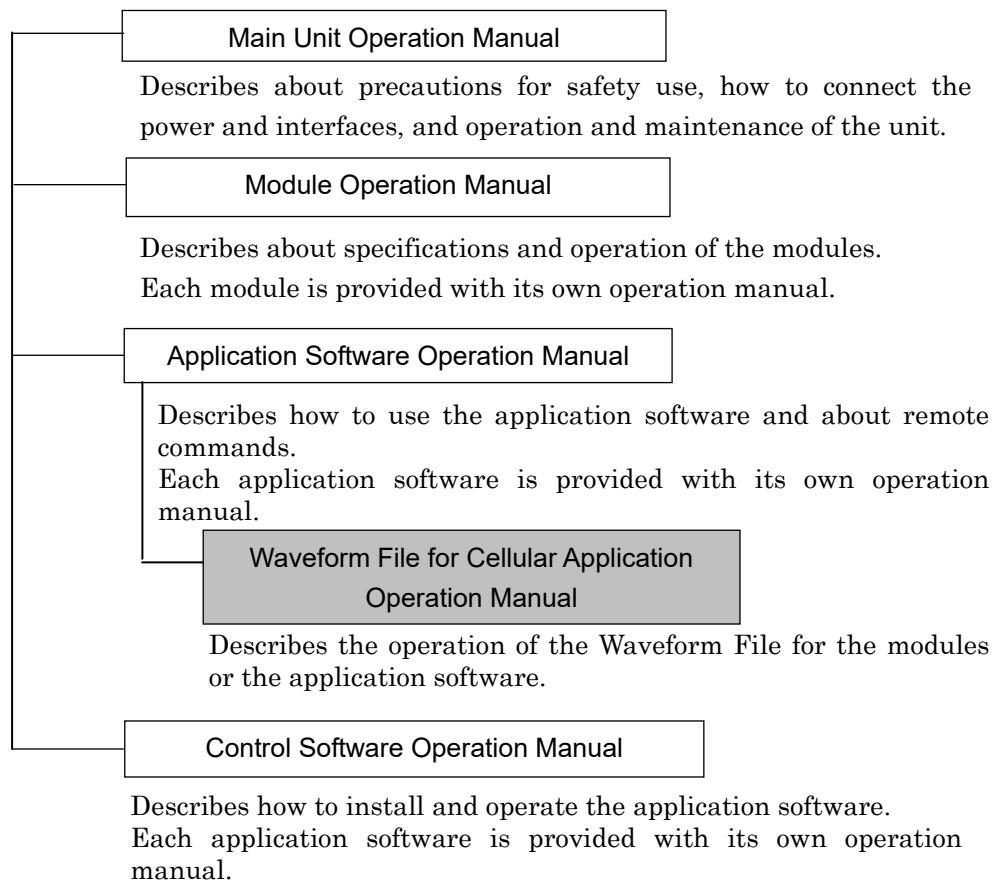 Main Unit Operation Manual
Describes about precautions for safety use, how to connect the
power and interfaces, and operation and maintenance of the unit.
Module Operation Manual
Describes about specifications and operation of the modules.
Each module is provided with its own operation manual.
Application Software Operation Manual
Describes how to use the application software and about remote
commands.
Each application software is provided with its own operation
manual.
Waveform File for Cellular Application
Operation Manual
Describes the operation of the Waveform File for the modules
or the application software.
Control Software Operation Manual
Describes how to install and operate the application software.
Each application software is provided with its own operation
manual.